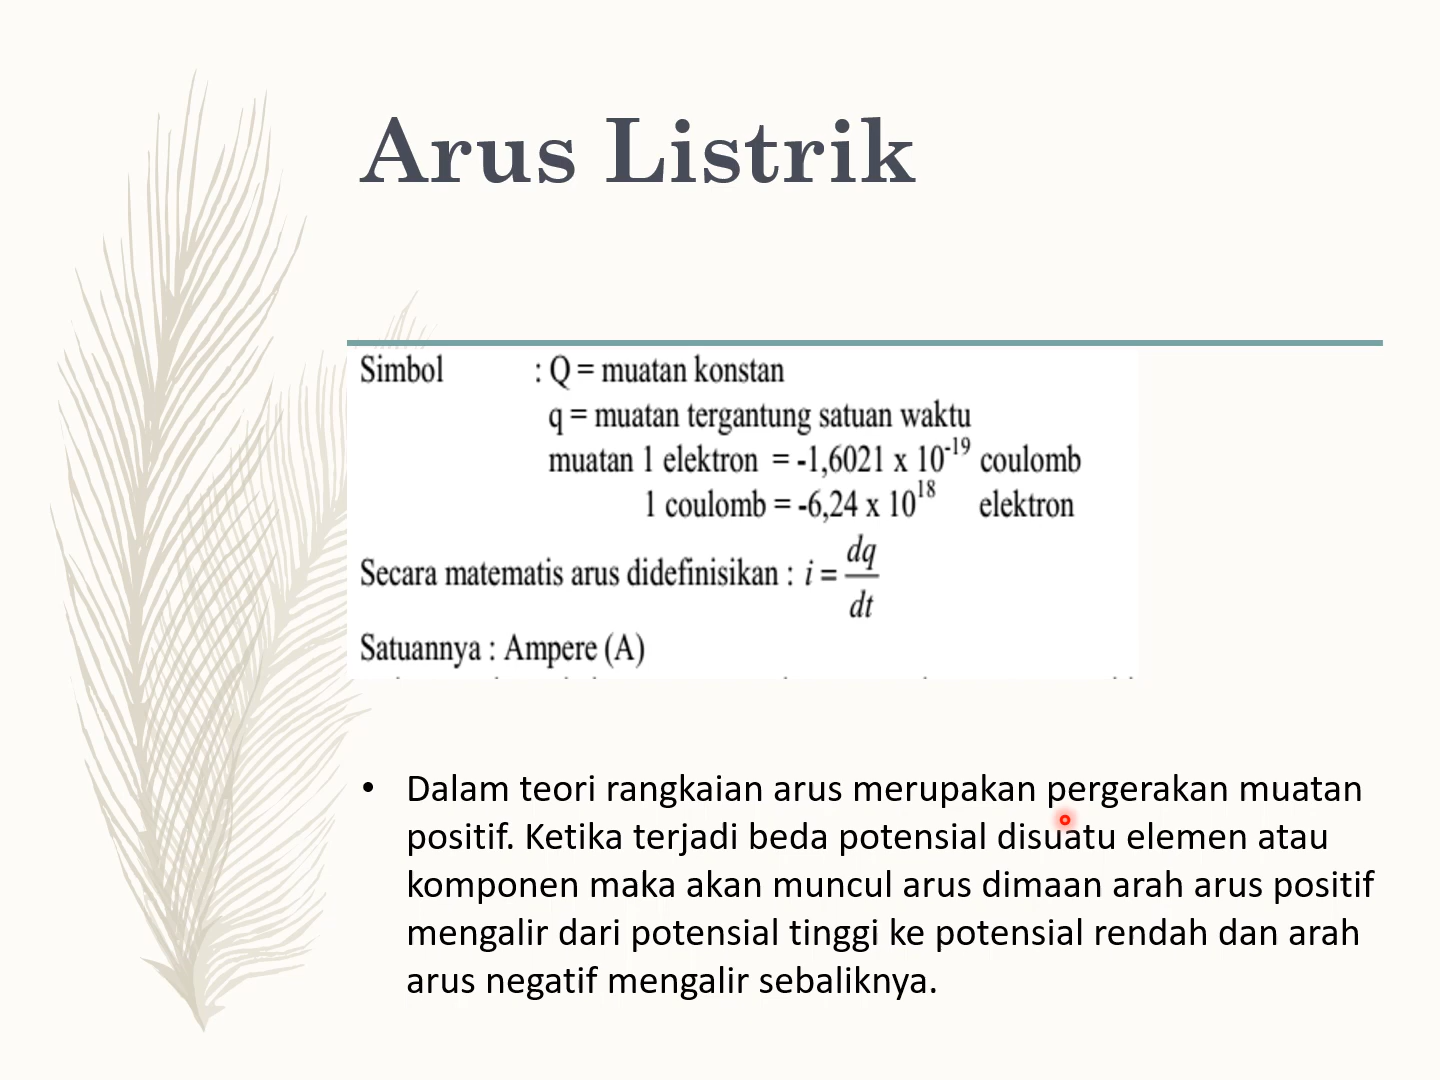 Arus Listrik
Simbol : Q = muatan konstan
q = muatan tergantung satuan waktu
muatan 1 elektron = -1,6021 x 10^-19 coulomb
1 coulomb = -6,24 x 10^18 elektron
Secara matematis arus didefinisikan : i = dq/dt
Satuannya : Ampere (A)
• Dalam teori rangkaian arus merupakan pergerakan muatan
positif. Ketika terjadi beda potensial disuatu elemen atau
komponen maka akan muncul arus dimaan arah arus positif
mengalir dari potensial tinggi ke potensial rendah dan arah
arus negatif mengalir sebaliknya.